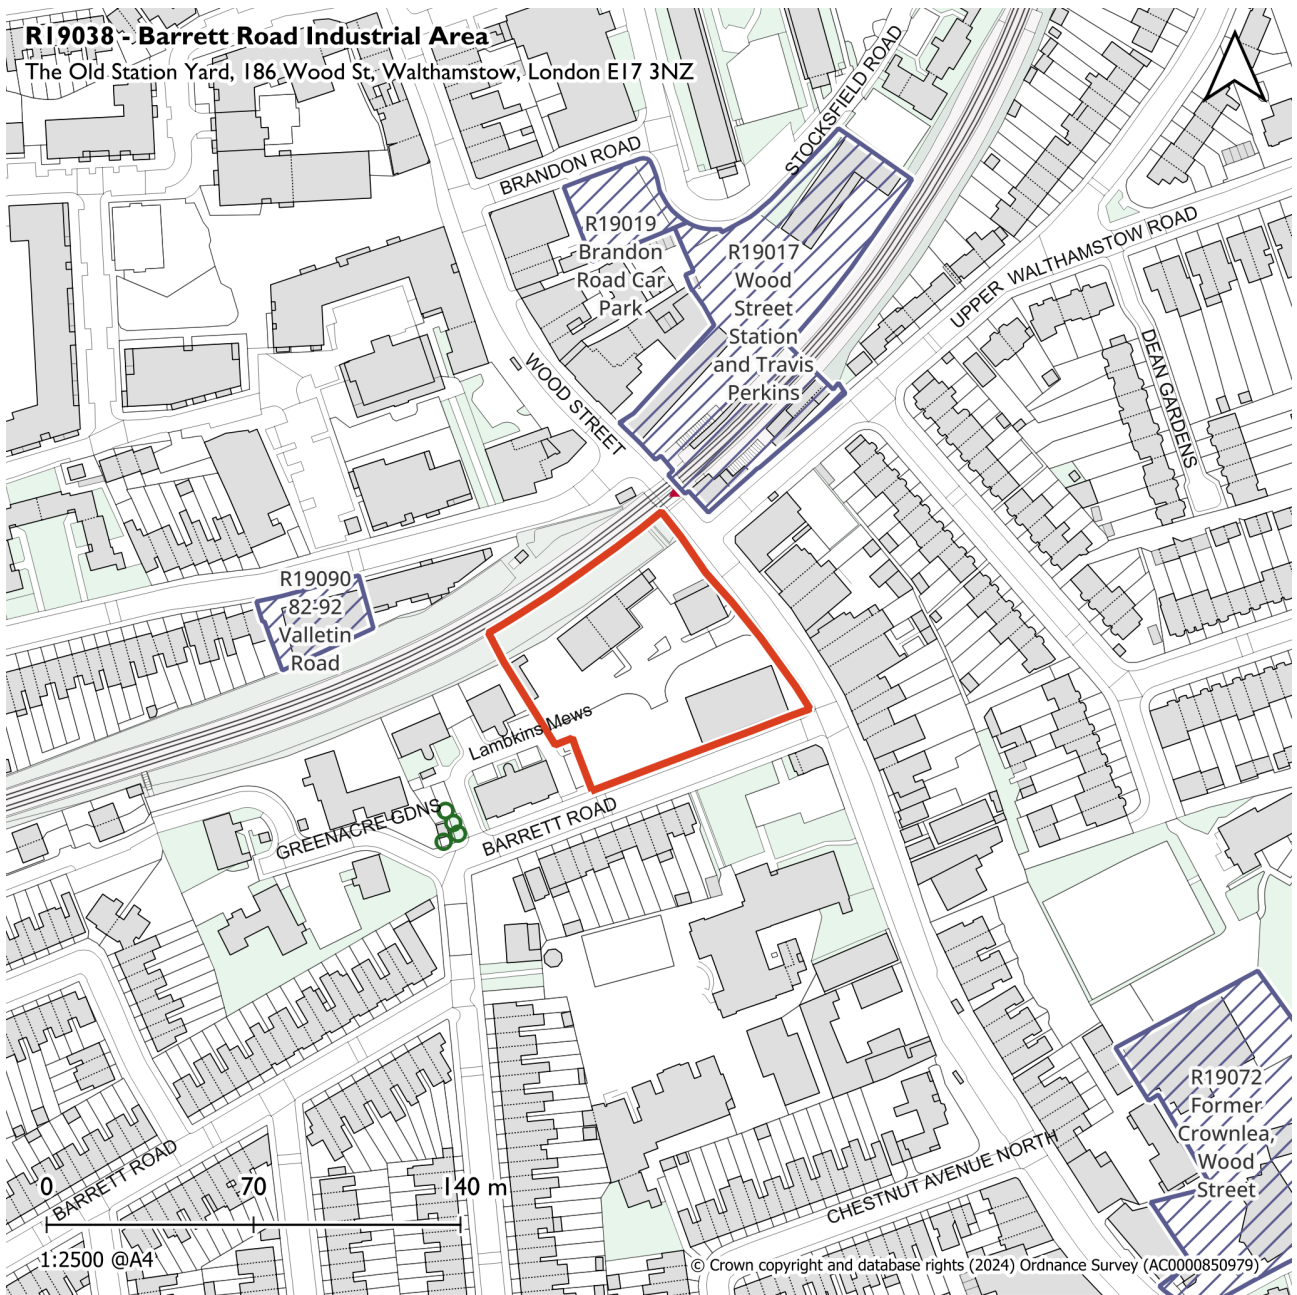 R19038 - Barrett Road Industrial Area
The Old Station Yard, 186 Wood St, Walthamstow, London E17 3NZ
STOCKSFIELD ROAD
BRANDON ROAD
R19019
Brandon
Road Car
Park
R19017
Wood
Street
Station
and Travis
Perkins
UPPER WALTHAMSTOW ROAD
DEAN GARDENS
WOOD STREET
R19090
82-92
Valletin
Road
Lambkins Mews
GREENACRE GDNS
BARRETT ROAD
R19072
Former
Crownlea,
Wood
Street
CHESTNUT AVENUE NORTH
BARRETT ROAD
0 70 140 m
1:2500 @A4
© Crown copyright and database rights (2024) Ordnance Survey (AC0000850979)